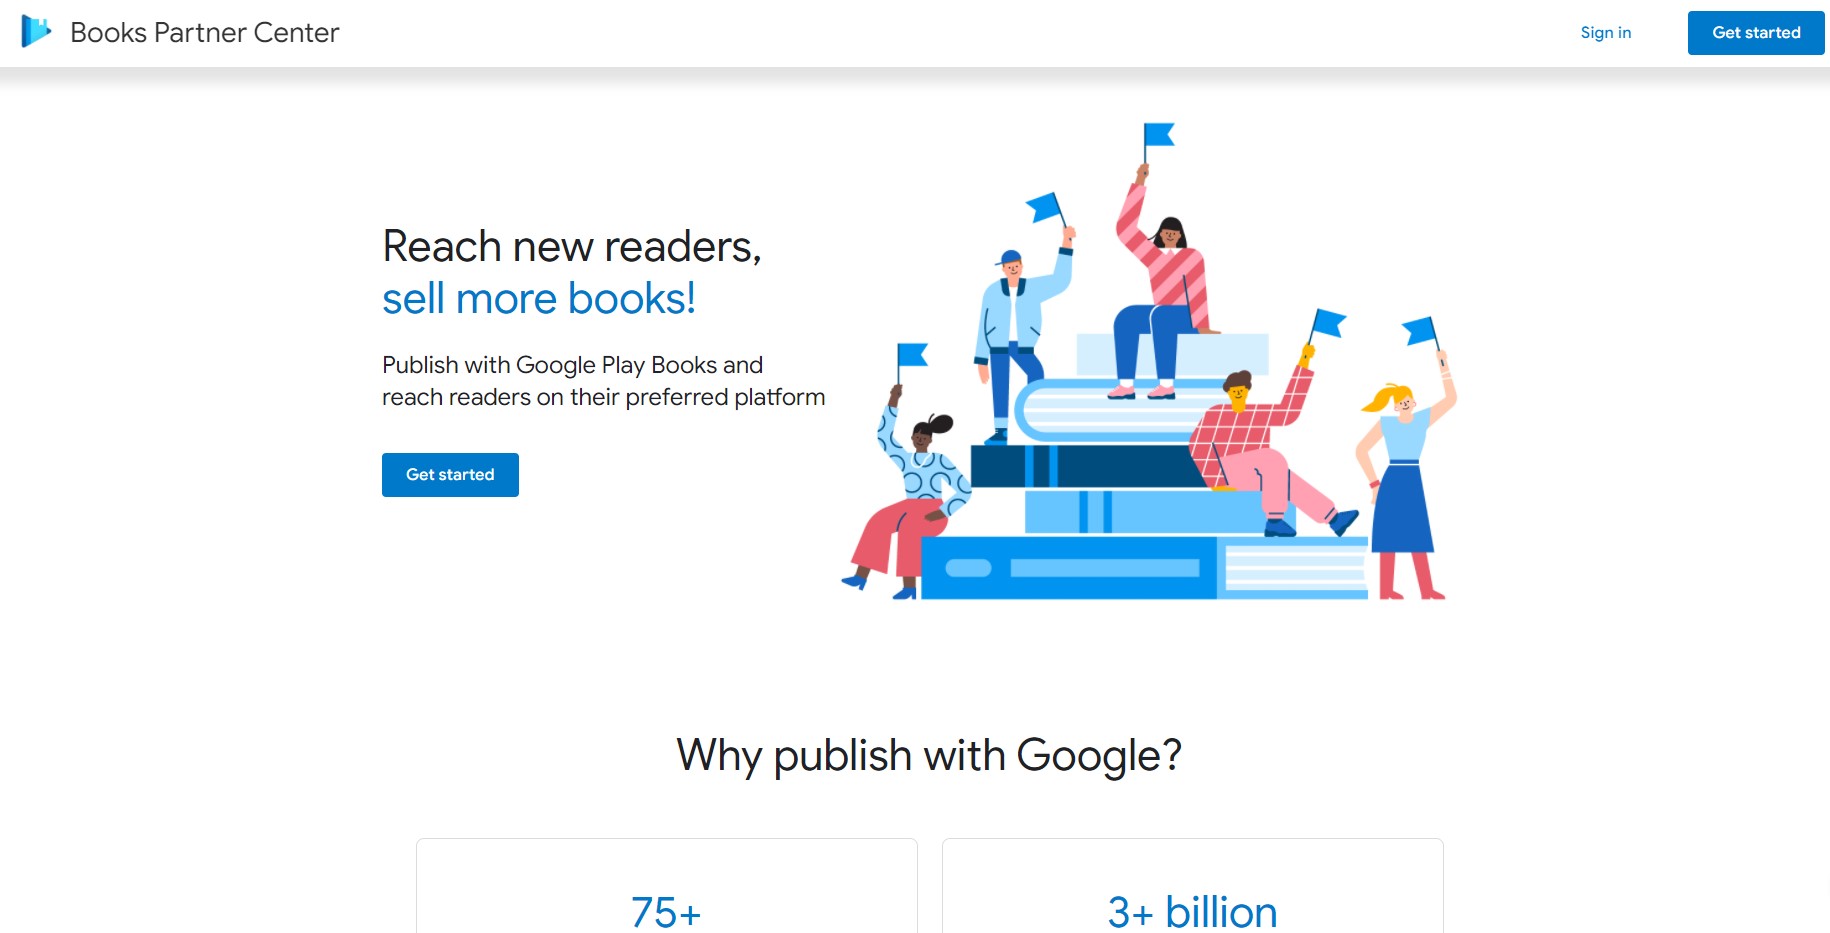 Books Partner Center
Sign in
Get started
Reach new readers,
sell more books!
Publish with Google Play Books and
reach readers on their preferred platform
Get started
Why publish with Google?
75+
3+ billion